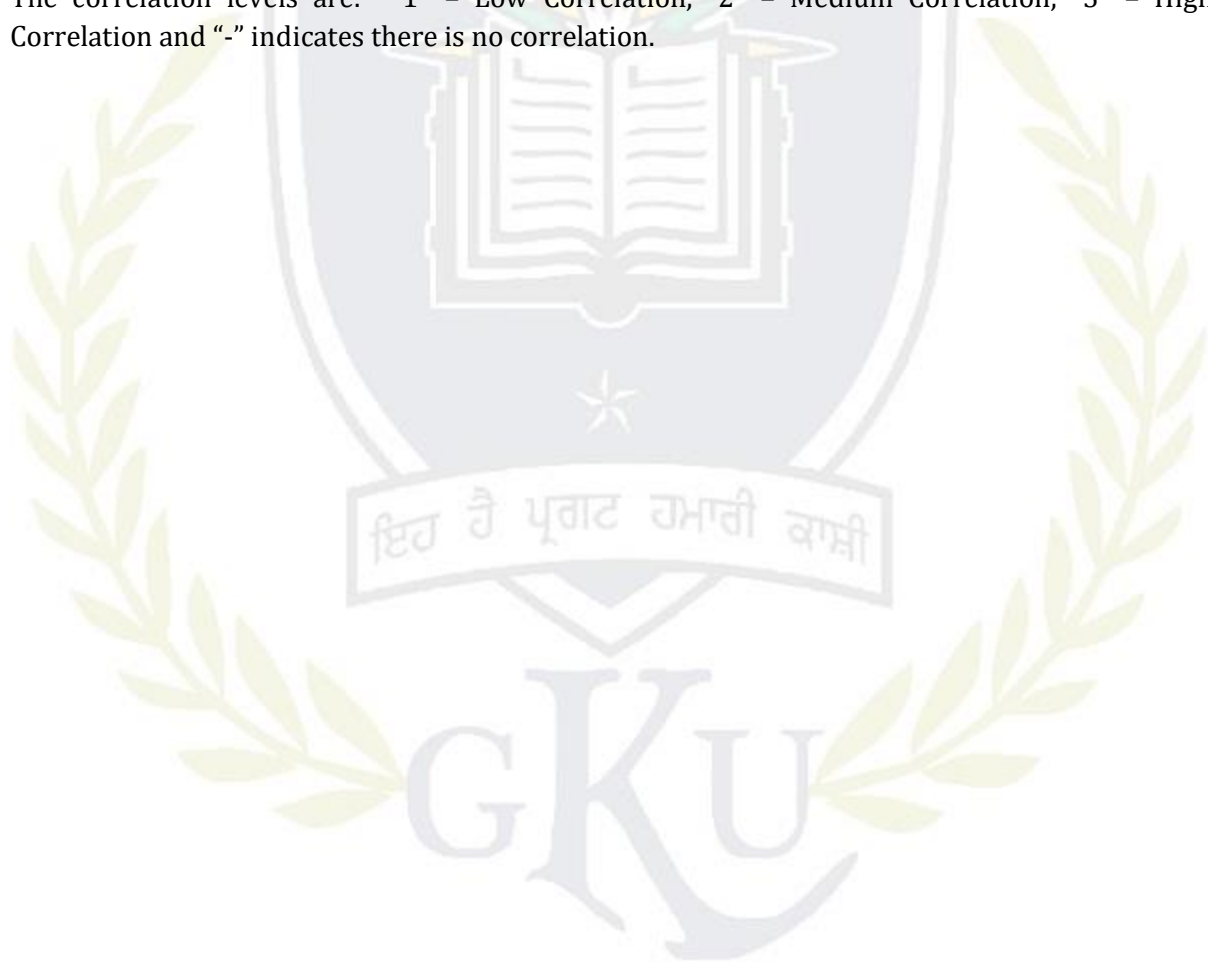 The correlation levels are: “1” – Low Correlation, “2” – Medium Correlation, “3” – High
Correlation and “-” indicates there is no correlation.
ਇਹ ਹੈ ਪ੍ਰਗਟ ਹਮਾਰੀ ਕਾਸ਼ੀ
GKU